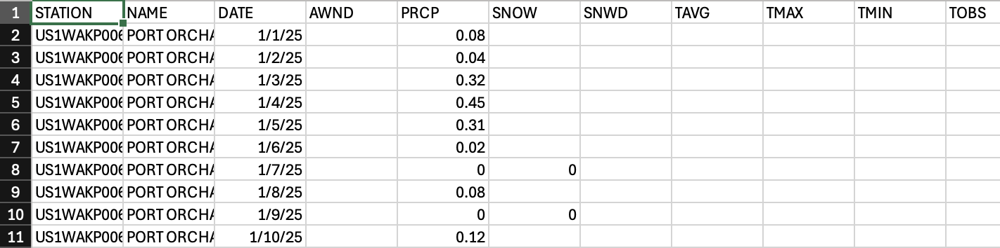 1 STATION NAME DATE AWND PRCP SNOW SNWD TAVG TMAX TMIN TOBS
2 US1WAKP006 PORT ORCHA 1/1/25 0.08
3 US1WAKP006 PORT ORCHA 1/2/25 0.04
4 US1WAKP006 PORT ORCHA 1/3/25 0.32
5 US1WAKP006 PORT ORCHA 1/4/25 0.45
6 US1WAKP006 PORT ORCHA 1/5/25 0.31
7 US1WAKP006 PORT ORCHA 1/6/25 0.02
8 US1WAKP006 PORT ORCHA 1/7/25 0 0
9 US1WAKP006 PORT ORCHA 1/8/25 0.08
10 US1WAKP006 PORT ORCHA 1/9/25 0 0
11 US1WAKP006 PORT ORCHA 1/10/25 0.12